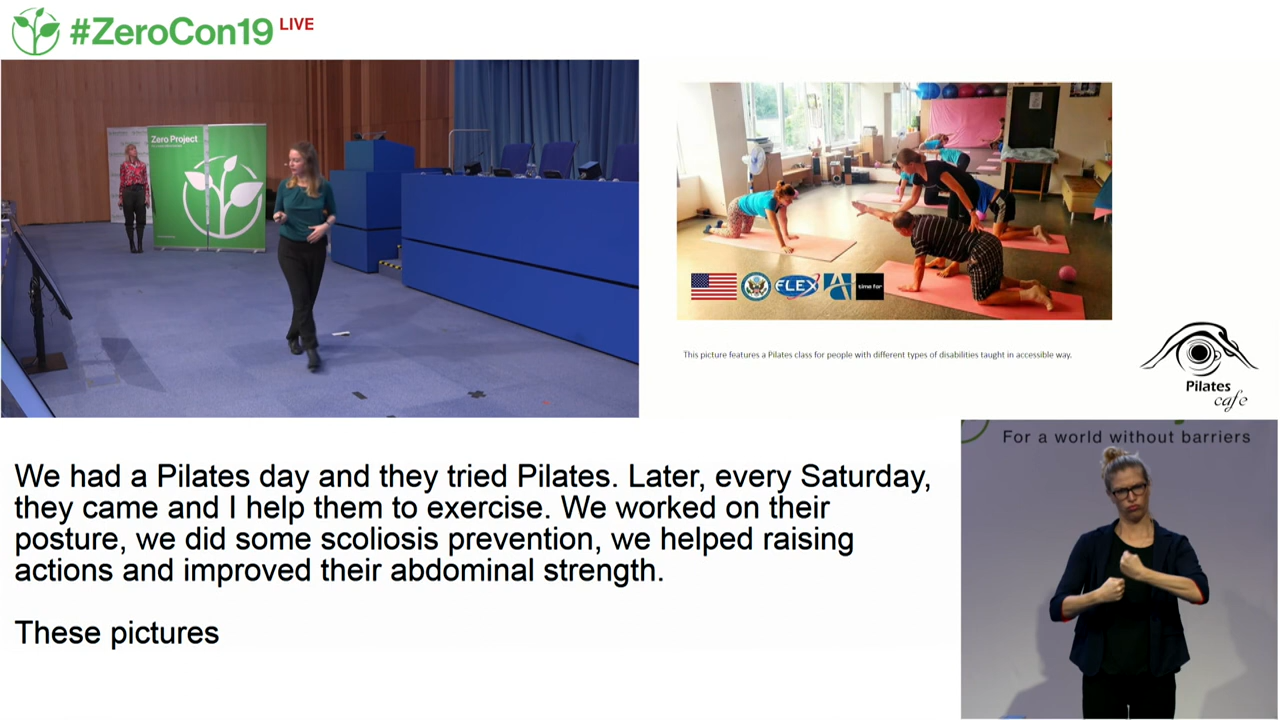 #ZeroCon19 LIVE
Zero Project
FLEX
time for
This picture features a Pilates class for people with different types of disabilities taught in accessible way.
Pilates
cafe
For a world without barriers
We had a Pilates day and they tried Pilates. Later, every Saturday,
they came and I help them to exercise. We worked on their
posture, we did some scoliosis prevention, we helped raising
actions and improved their abdominal strength.
These pictures